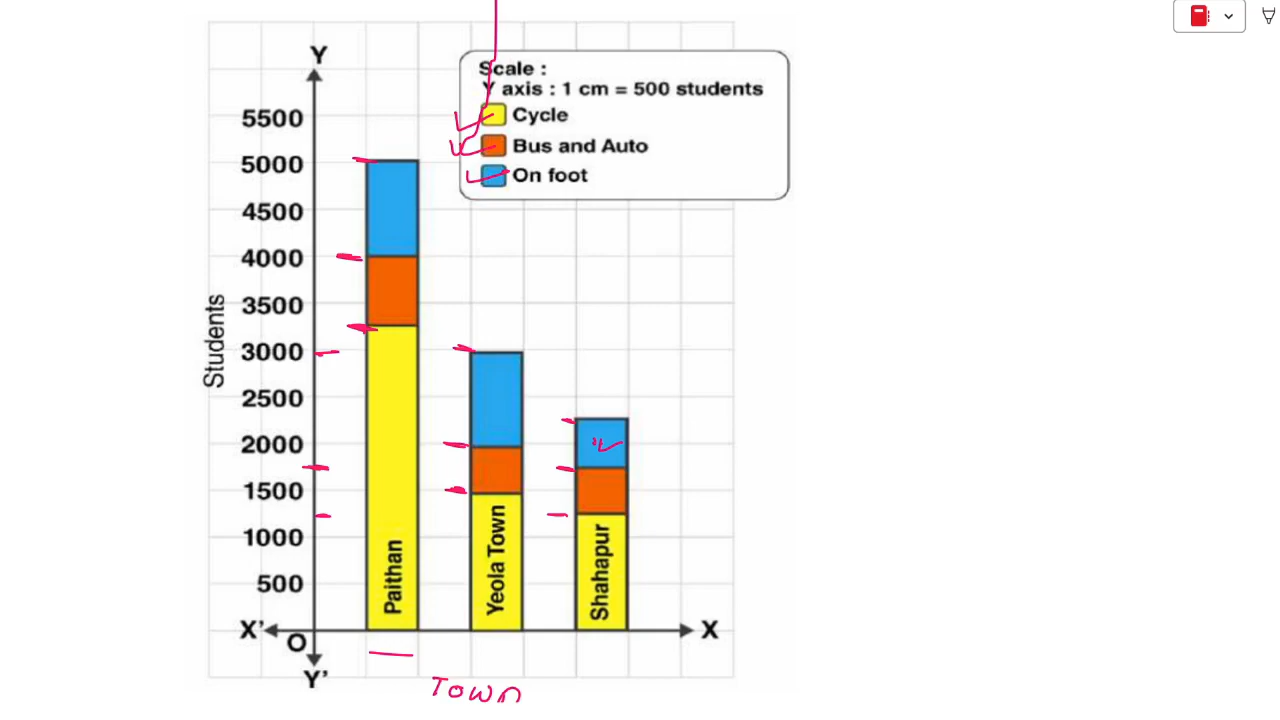 Y
Scale :
Y axis : 1 cm = 500 students
Cycle
Bus and Auto
On foot
5500
5000
4500
4000
3500
3000
2500
2000
1500
1000
500
Students
Paithan
Yeola Town
Shahapur
X'
O
X
Y'
Town